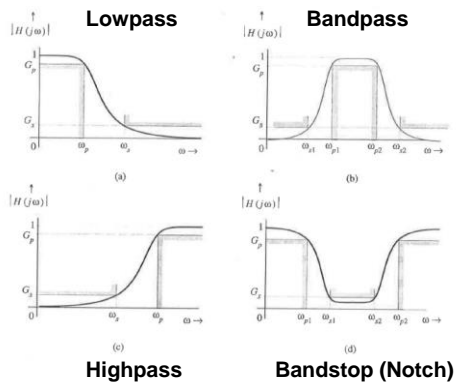 Lowpass
↑
|H(jω)|
1
G_p
G_s
0
ω_p
ω_s
ω→
(a)
Bandpass
↑
|H(jω)|
1
G_p
G_s
0
ω_s1
ω_p1
ω_p2
ω_s2
ω→
(b)
↑
|H(jω)|
1
G_p
G_s
0
ω_s
ω_p
ω→
(c)
Highpass
↑
|H(jω)|
1
G_p
G_s
0
ω_p1
ω_s1
ω_s2
ω_p2
ω→
(d)
Bandstop (Notch)